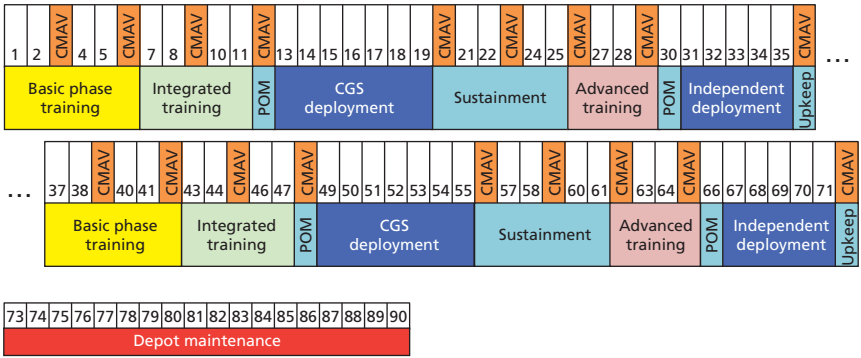 1 2 CMAV 4 5 CMAV 7 8 CMAV 10 11 CMAV 13 14 15 16 17 18 19 CMAV 21 22 CMAV 24 25 CMAV 27 28 CMAV 30 31 32 33 34 35 CMAV ...
Basic phase training
Integrated training
POM
CGS deployment
Sustainment
Advanced training
POM
Independent deployment
Upkeep
... 37 38 CMAV 40 41 CMAV 43 44 CMAV 46 47 CMAV 49 50 51 52 53 54 55 CMAV 57 58 CMAV 60 61 CMAV 63 64 CMAV 66 67 68 69 70 71 CMAV
Basic phase training
Integrated training
POM
CGS deployment
Sustainment
Advanced training
POM
Independent deployment
Upkeep
73 74 75 76 77 78 79 80 81 82 83 84 85 86 87 88 89 90
Depot maintenance